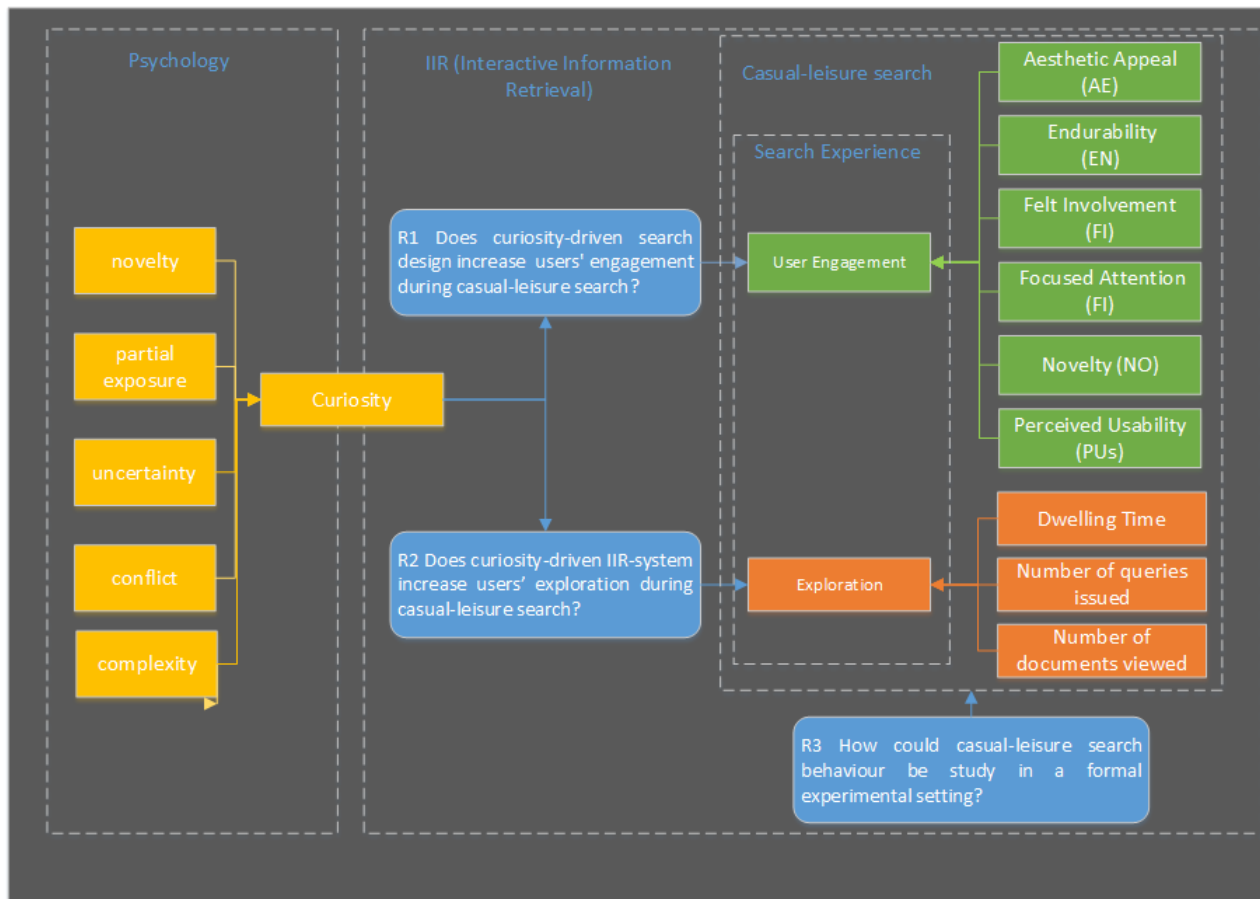 Psychology
novelty
partial
exposure
uncertainty
conflict
complexity
Curiosity
IIR (Interactive Information
Retrieval)
R1 Does curiosity-driven search
design increase users' engagement
during casual-leisure search?
R2 Does curiosity-driven IIR-system
increase users’ exploration during
casual-leisure search?
Casual-leisure search
Search Experience
User Engagement
Exploration
Aesthetic Appeal
(AE)
Endurability
(EN)
Felt Involvement
(FI)
Focused Attention
(FI)
Novelty (NO)
Perceived Usability
(PUs)
Dwelling Time
Number of queries
issued
Number of
documents viewed
R3 How could casual-leisure search
behaviour be study in a formal
experimental setting?